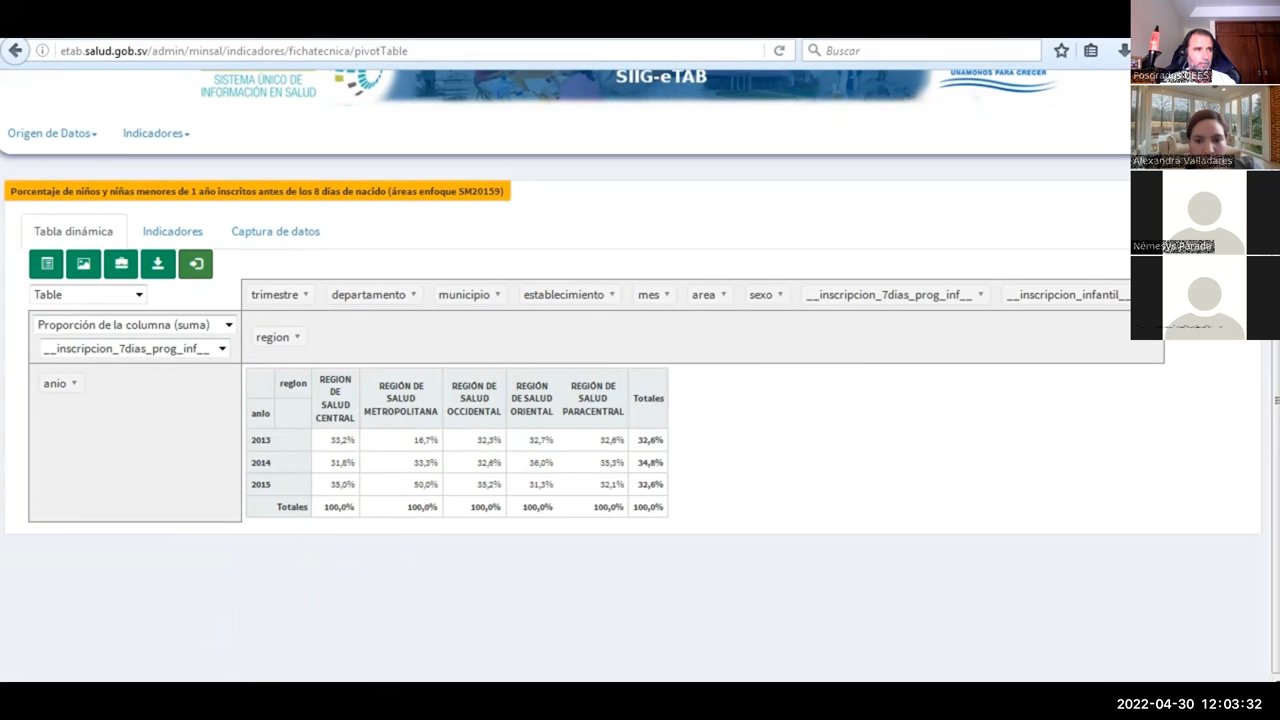 etab.salud.gob.sv/admin/minsal/indicadores/fichatecnica/pivotTable
Buscar
SISTEMA ÚNICO DE
INFORMACIÓN EN SALUD
SIIG-eTAB
UNÁMONOS PARA CRECER
Posgrados UEES
Origen de Datos
Indicadores
Alexandra Valladares
Porcentaje de niños y niñas menores de 1 año inscritos antes de los 8 días de nacido (áreas enfoque SM20159)
Tabla dinámica
Indicadores
Captura de datos
Némesys Parada
Table
trimestre
departamento
municipio
establecimiento
mes
area
sexo
__inscripcion_7dias_prog_inf__
__inscripcion_infantil__
Proporción de la columna (suma)
__inscripcion_7dias_prog_inf__
region
anio
region
anio
REGION DE SALUD CENTRAL
REGIÓN DE SALUD METROPOLITANA
REGIÓN DE SALUD OCCIDENTAL
REGIÓN DE SALUD ORIENTAL
REGIÓN DE SALUD PARACENTRAL
Totales
2013 33,2% 16,7% 32,3% 32,7% 32,6% 32,6%
2014 31,8% 33,3% 32,6% 36,0% 35,3% 34,8%
2015 35,0% 50,0% 35,2% 31,3% 32,1% 32,6%
Totales 100,0% 100,0% 100,0% 100,0% 100,0% 100,0%
2022-04-30 12:03:32